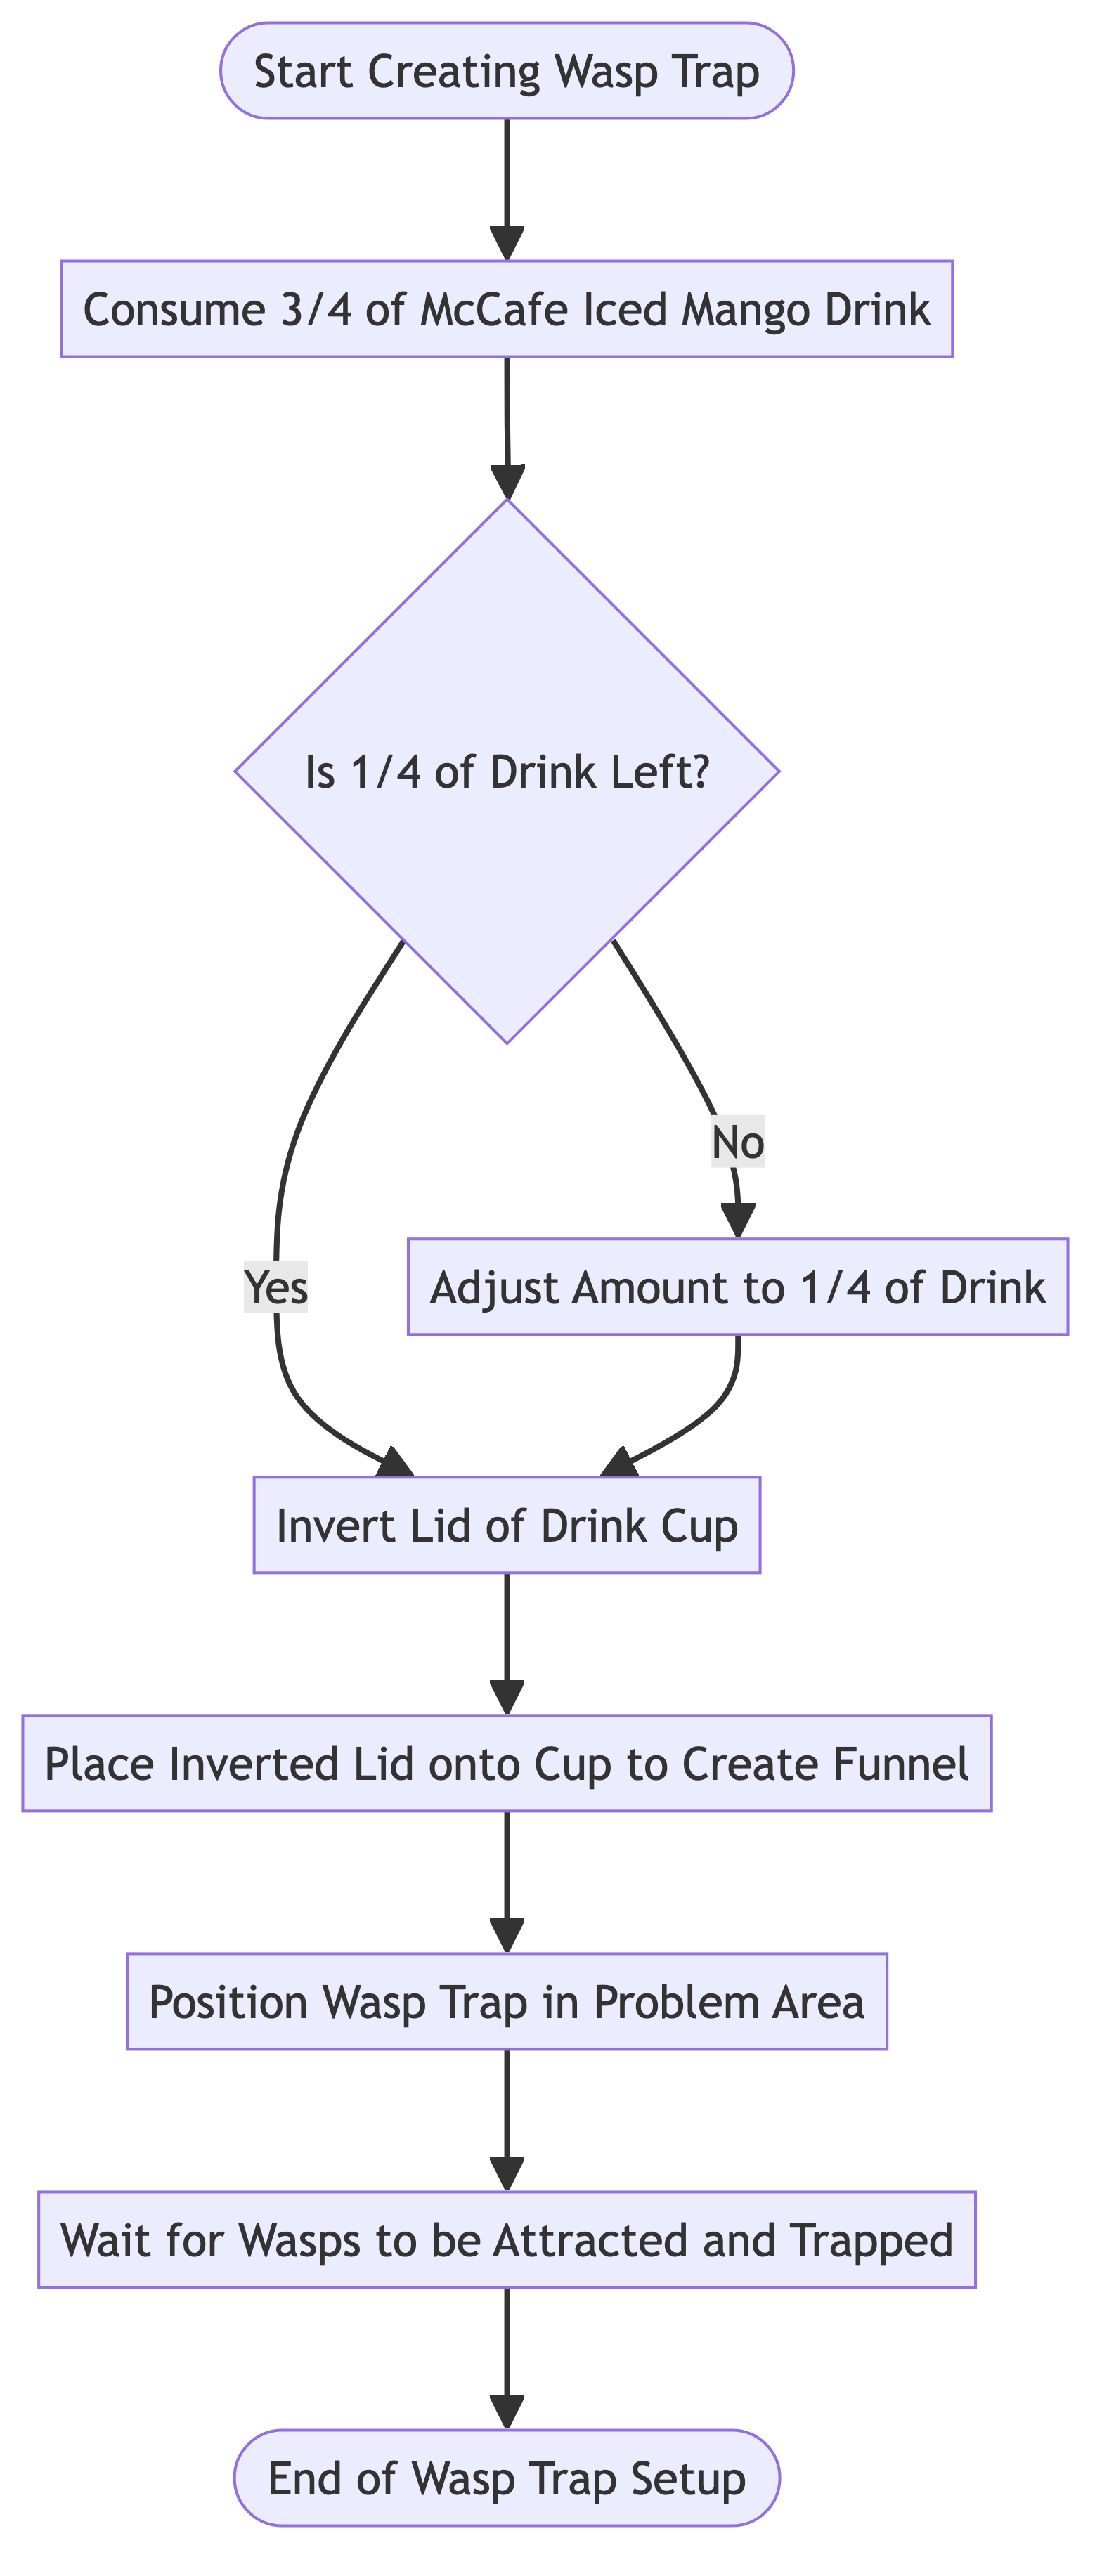 Start Creating Wasp Trap
Consume 3/4 of McCafe Iced Mango Drink
Is 1/4 of Drink Left?
No
Yes
Adjust Amount to 1/4 of Drink
Invert Lid of Drink Cup
Place Inverted Lid onto Cup to Create Funnel
Position Wasp Trap in Problem Area
Wait for Wasps to be Attracted and Trapped
End of Wasp Trap Setup